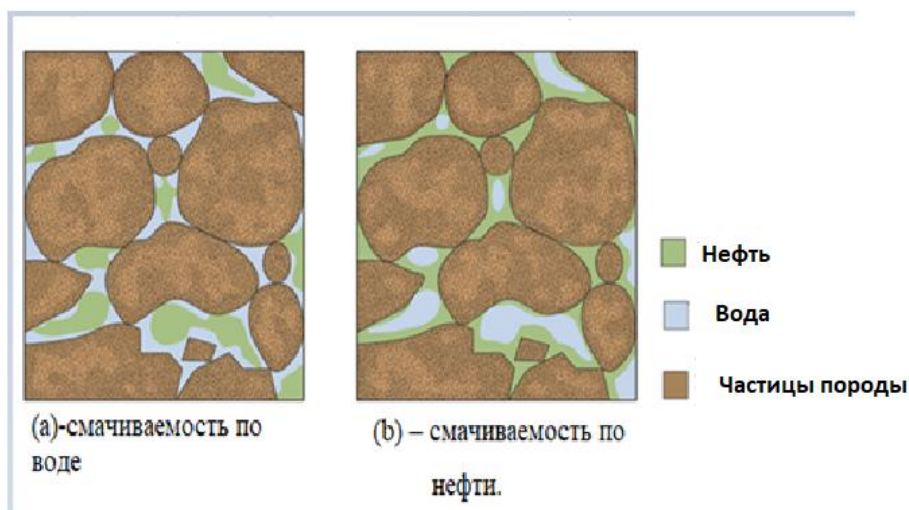 Нефть
Вода
Частицы породы
(a)-смачиваемость по
воде
(b) – смачиваемость по
нефти.